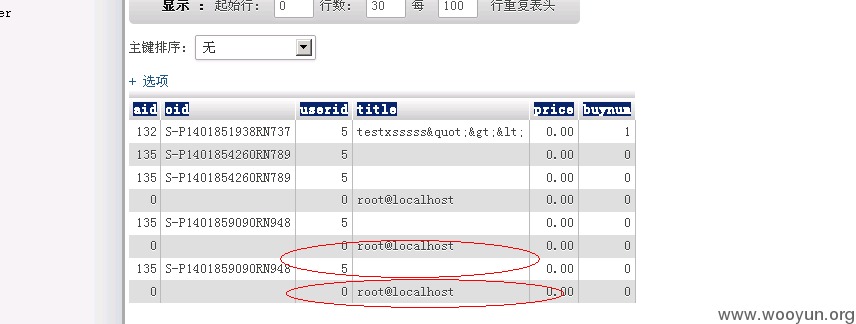 er
显示 : 起始行: 0 行数: 30 每 100 行重复表头
主键排序: 无
+ 选项
aid oid userid title price buynum
132 S-P1401851938RN737 5 testxsssss&quot;&gt;&lt; 0.00 1
135 S-P1401854260RN789 5 0.00 0
135 S-P1401854260RN789 5 0.00 0
0 0 root@localhost 0.00 0
135 S-P1401859090RN948 5 0.00 0
0 0 root@localhost 0.00 0
135 S-P1401859090RN948 5 0.00 0
0 0 root@localhost 0.00 0
www.wooyun.org